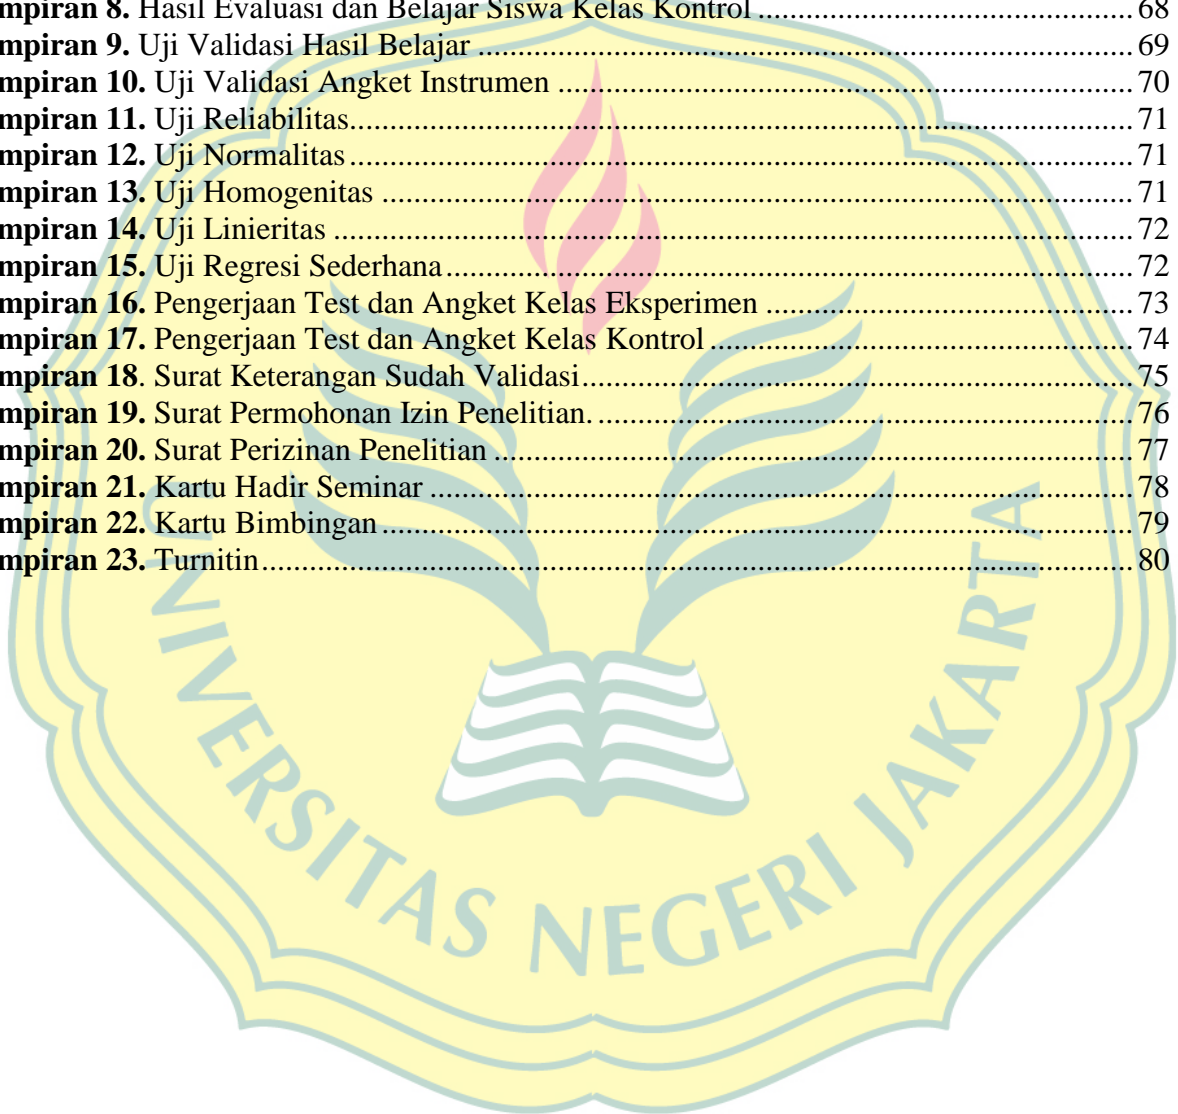 mpiran 8. Hasil Evaluasi dan Belajar Siswa Kelas Kontrol ........ 68
mpiran 9. Uji Validasi Hasil Belajar ........ 69
mpiran 10. Uji Validasi Angket Instrumen ........ 70
mpiran 11. Uji Reliabilitas ........ 71
mpiran 12. Uji Normalitas ........ 71
mpiran 13. Uji Homogenitas ........ 71
mpiran 14. Uji Linieritas ........ 72
mpiran 15. Uji Regresi Sederhana ........ 72
mpiran 16. Pengerjaan Test dan Angket Kelas Eksperimen ........ 73
mpiran 17. Pengerjaan Test dan Angket Kelas Kontrol ........ 74
mpiran 18. Surat Keterangan Sudah Validasi ........ 75
mpiran 19. Surat Permohonan Izin Penelitian. ........ 76
mpiran 20. Surat Perizinan Penelitian ........ 77
mpiran 21. Kartu Hadir Seminar ........ 78
mpiran 22. Kartu Bimbingan ........ 79
mpiran 23. Turnitin ........ 80
UNIVERSITAS NEGERI JAKARTA